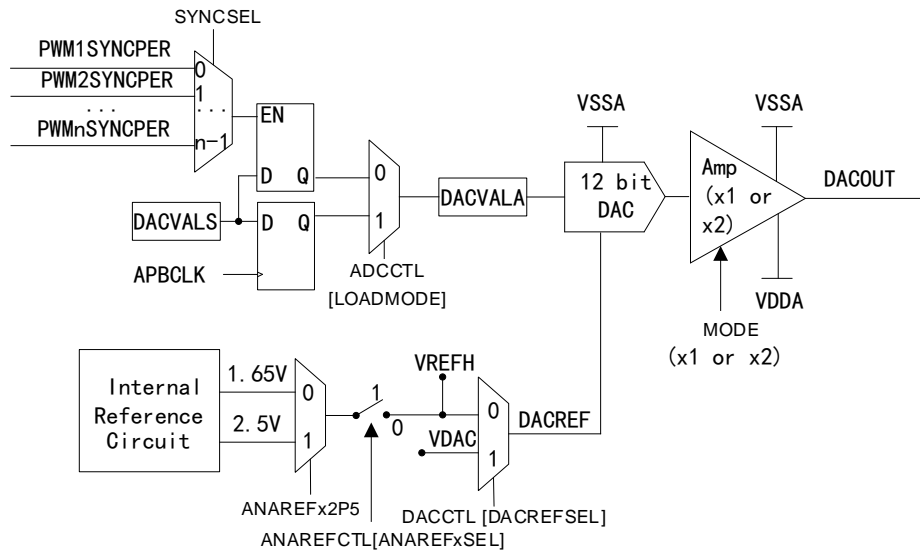 SYNCSEL
PWM1SYNCPER
0
PWM2SYNCPER
1
...
...
PWMnSYNCPER
n-1
EN
D Q
DACVALS
D Q
APBCLK
0
1
ADCCTL
[LOADMODE]
DACVALA
VSSA
12 bit
DAC
VSSA
Amp
(x1 or
x2)
DACOUT
VDDA
MODE
(x1 or x2)
Internal
Reference
Circuit
1.65V
2.5V
0
1
1
0
VREFH
VDAC
0
1
DACREF
ANAREFx2P5
DACCTL [DACREFSEL]
ANAREFCTL[ANAREFxSEL]